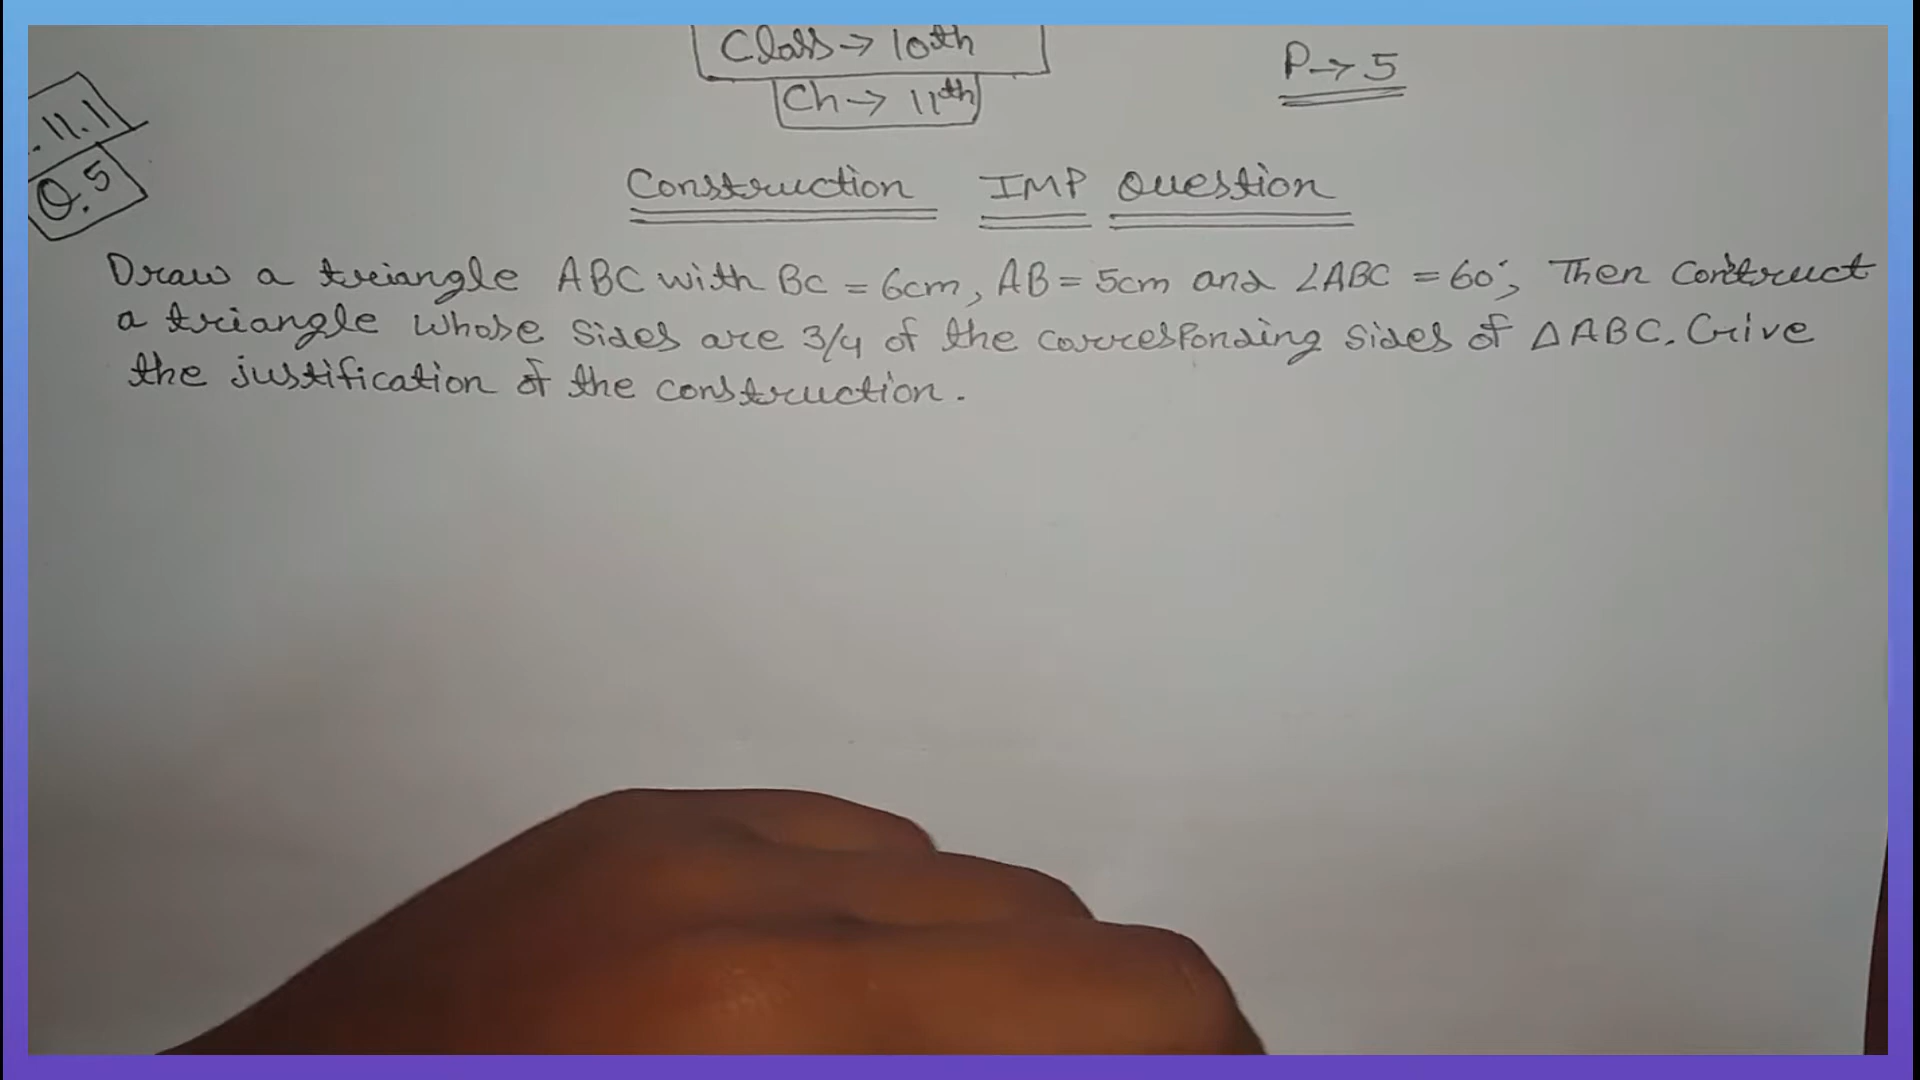 Class → 10th
Ch → 11th
P → 5
. 11.1
Q.5
Construction IMP Question
Draw a triangle ABC with BC = 6cm, AB = 5cm and ∠ABC = 60°, Then Construct
a triangle whose sides are 3/4 of the corresponding sides of △ABC. Give
the justification of the construction.